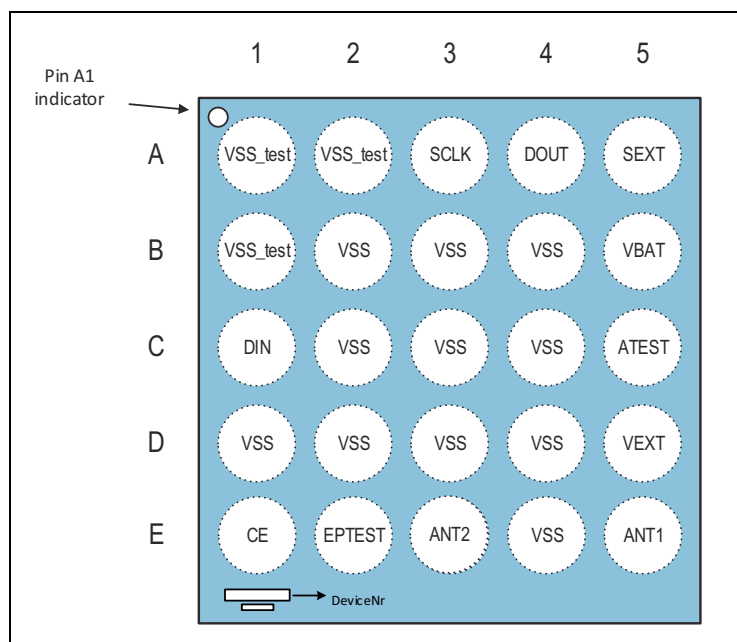 1 2 3 4 5
Pin A1
indicator
A VSS_test VSS_test SCLK DOUT SEXT
B VSS_test VSS VSS VSS VBAT
C DIN VSS VSS VSS ATEST
D VSS VSS VSS VSS VEXT
E CE EPTEST ANT2 VSS ANT1
DeviceNr